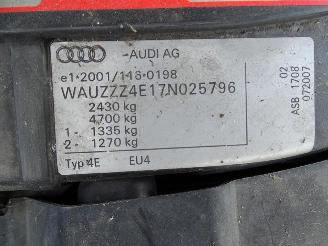 AUDI AG
e1*2001/116*0198
WAUZZZ4E17N025796
2430 kg
4700 kg
1- 1335 kg
2- 1270 kg
Typ 4E EU4
02
ASB 1708
072007